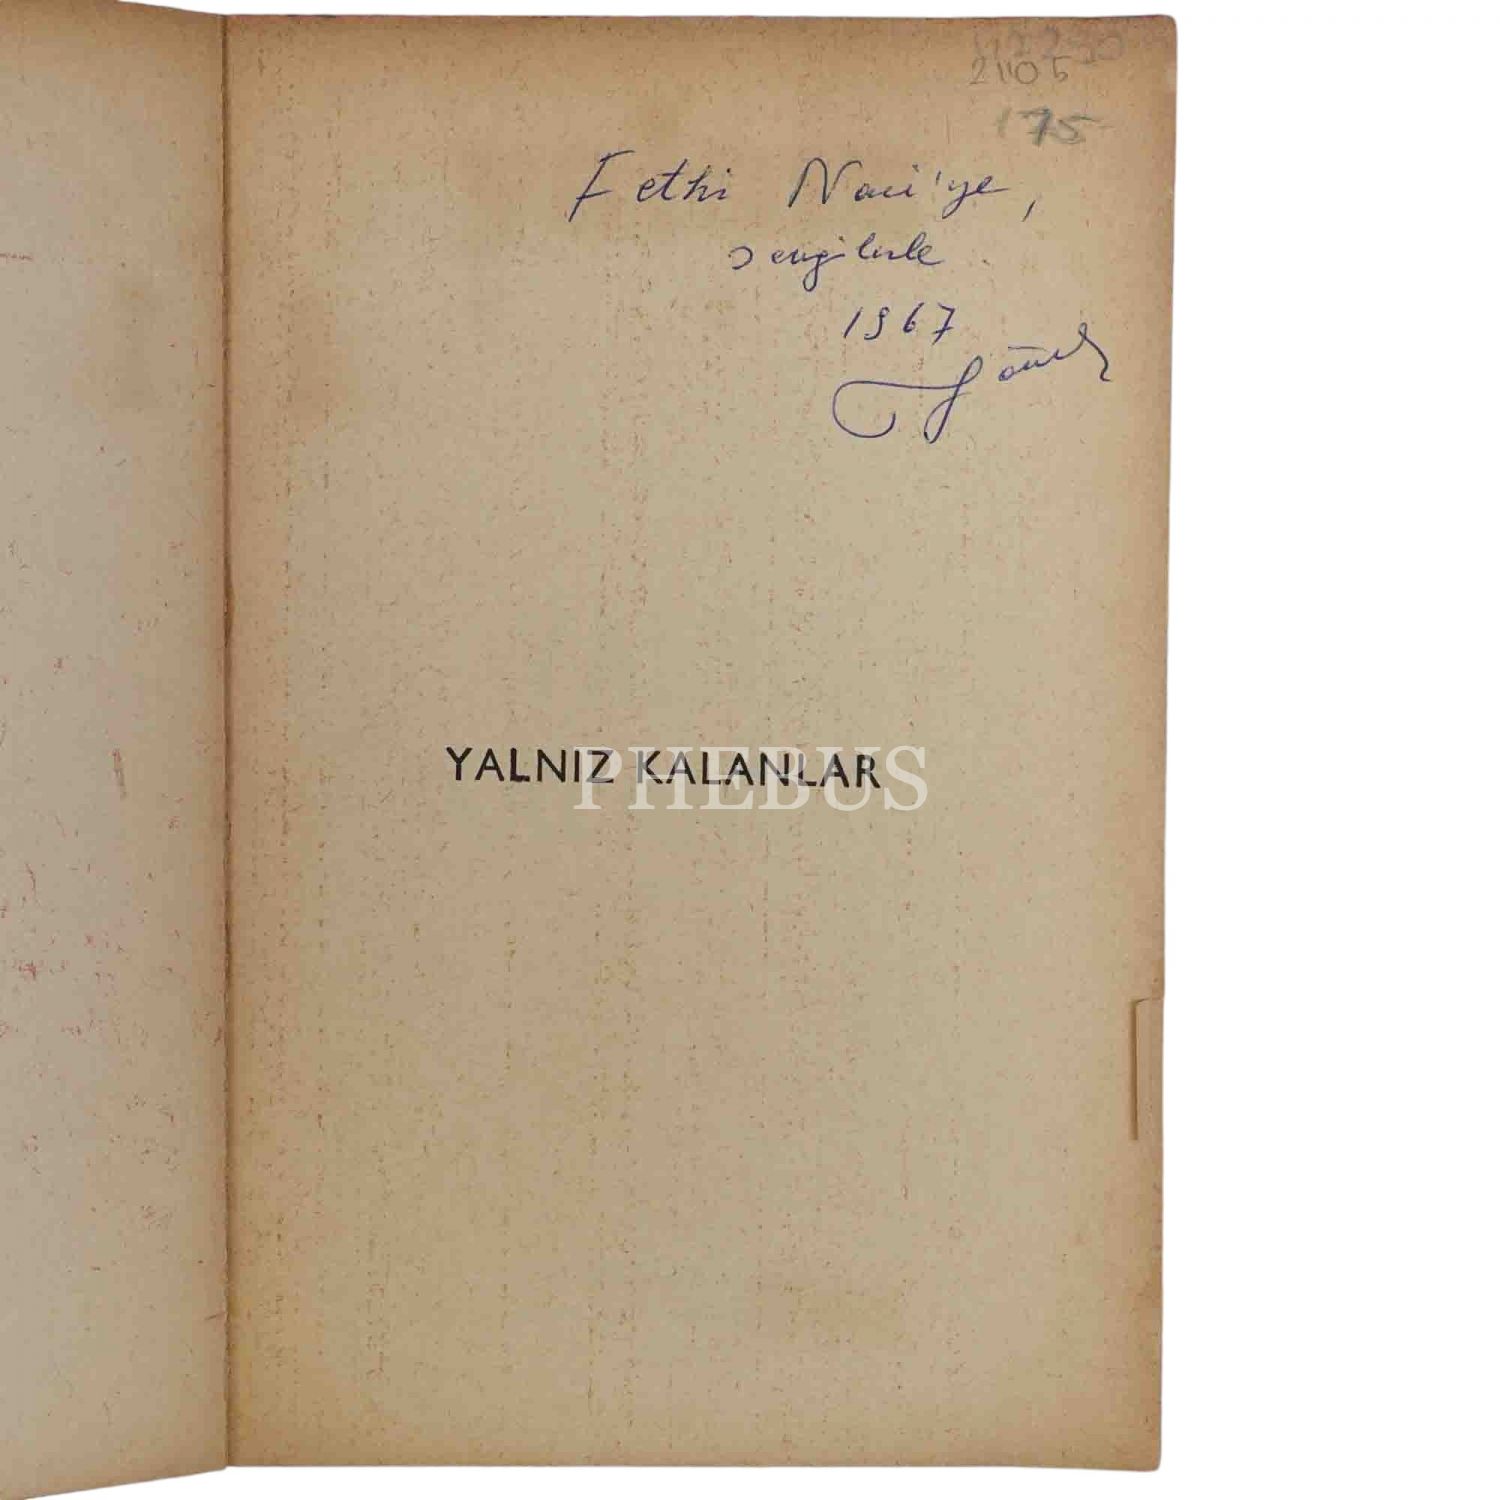 2105
175
Fethi Naci'ye,
sevgilerle
1967
YALNIZ KALANLAR
PHEBUS